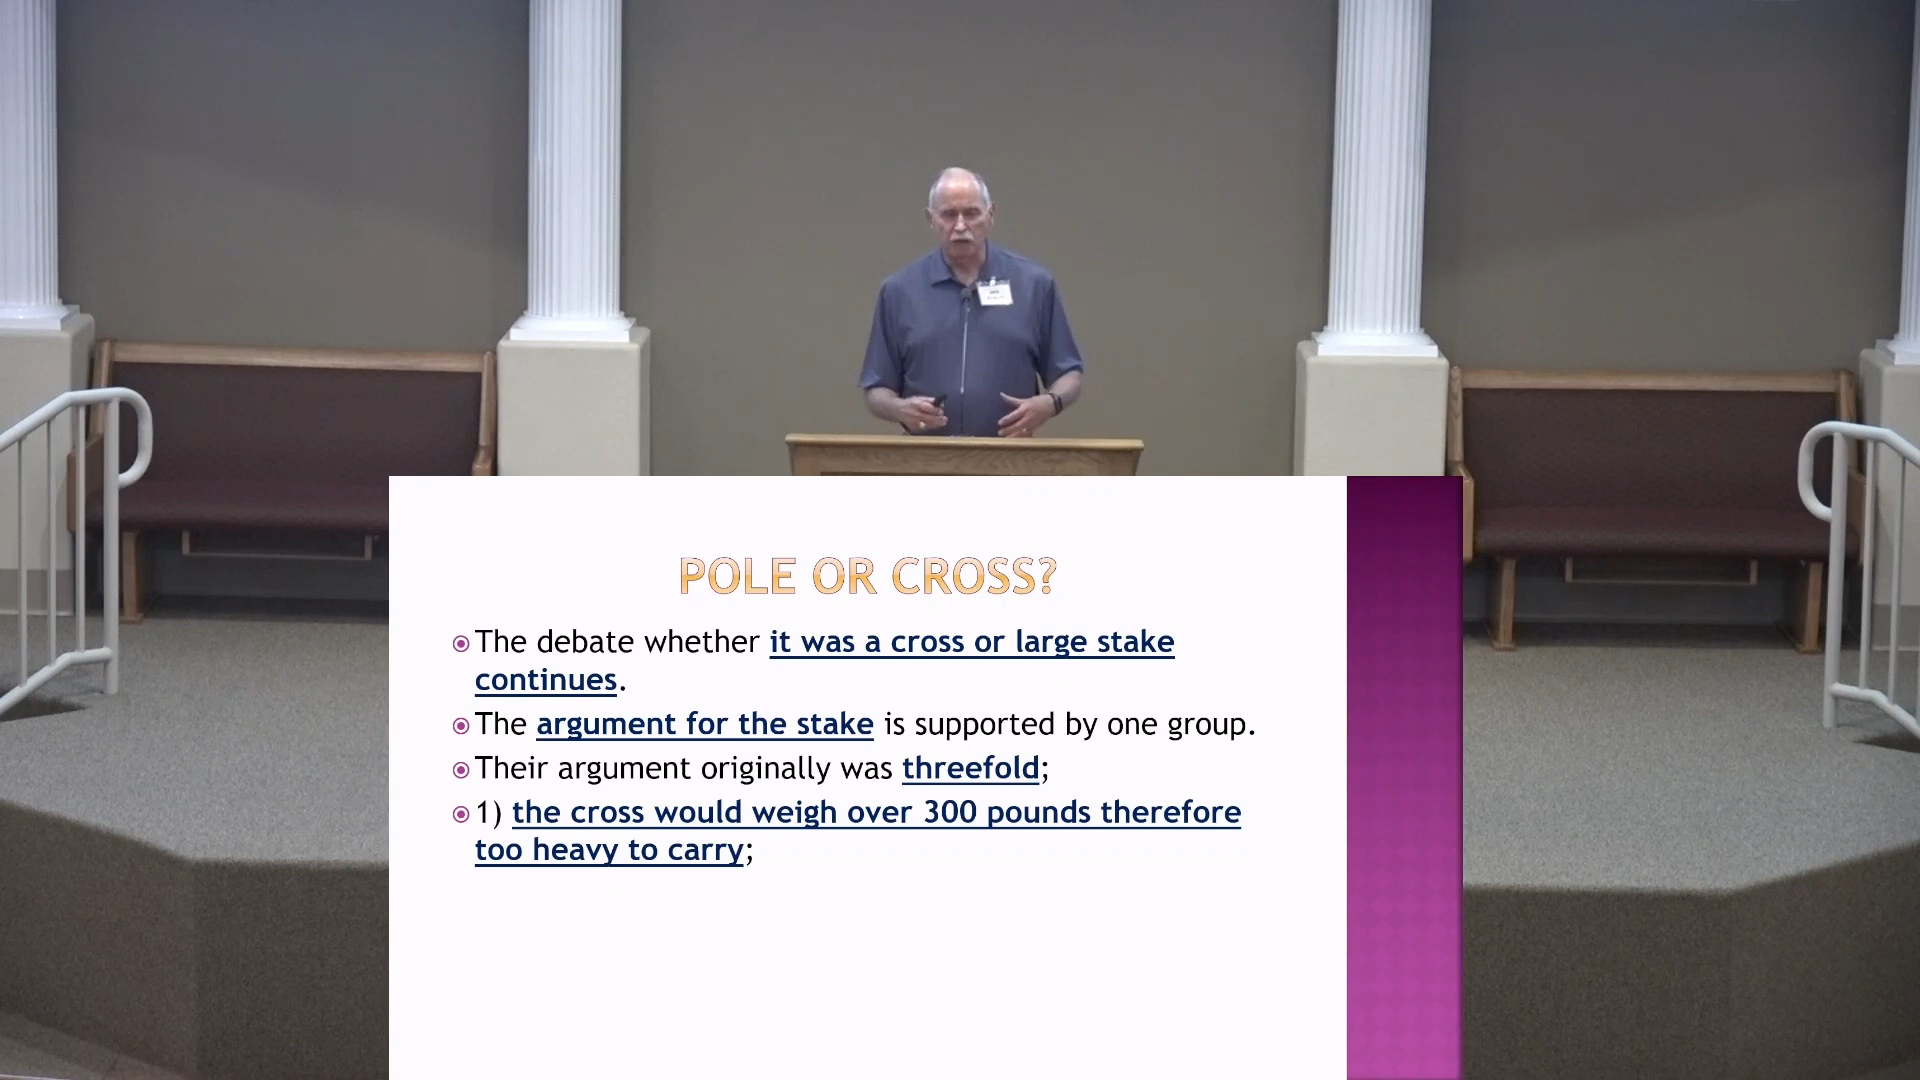 POLE OR CROSS?
The debate whether it was a cross or large stake
continues.
The argument for the stake is supported by one group.
Their argument originally was threefold;
1) the cross would weigh over 300 pounds therefore
too heavy to carry;